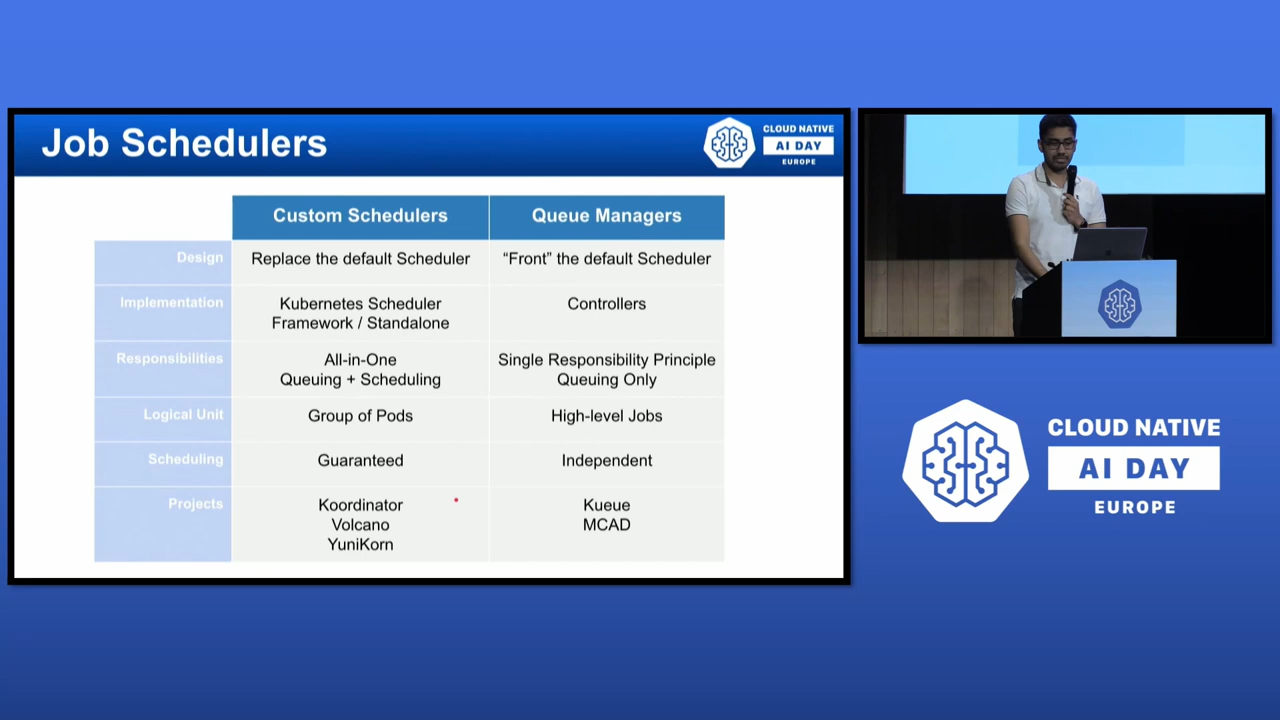 Job Schedulers
CLOUD NATIVE
AI DAY
EUROPE
Custom Schedulers
Queue Managers
Design
Replace the default Scheduler
“Front” the default Scheduler
Implementation
Kubernetes Scheduler
Framework / Standalone
Controllers
Responsibilities
All-in-One
Queuing + Scheduling
Single Responsibility Principle
Queuing Only
Logical Unit
Group of Pods
High-level Jobs
Scheduling
Guaranteed
Independent
Projects
Koordinator
Volcano
YuniKorn
Kueue
MCAD
CLOUD NATIVE
AI DAY
EUROPE